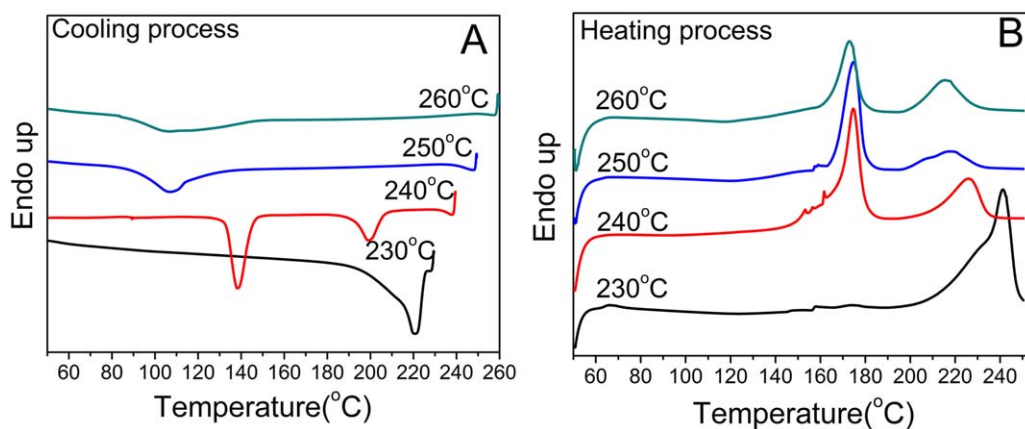 Cooling process
A
260°C
250°C
240°C
230°C
Endo up
60 80 100 120 140 160 180 200 220 240 260
Temperature(°C)
Heating process
B
260°C
250°C
240°C
230°C
Endo up
60 80 100 120 140 160 180 200 220 240
Temperature(°C)